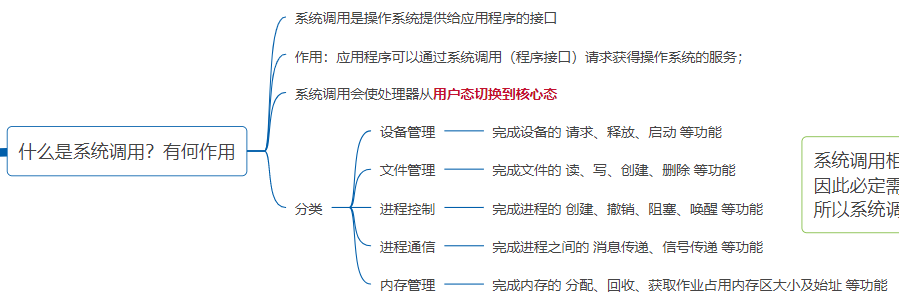 系统调用是操作系统提供给应用程序的接口
作用：应用程序可以通过系统调用（程序接口）请求获得操作系统的服务；
系统调用会使处理器从用户态切换到核心态
什么是系统调用？有何作用
分类
设备管理 完成设备的 请求、释放、启动 等功能
文件管理 完成文件的 读、写、创建、删除 等功能
进程控制 完成进程的 创建、撤销、阻塞、唤醒 等功能
进程通信 完成进程之间的 消息传递、信号传递 等功能
内存管理 完成内存的 分配、回收、获取作业占用内存区大小及始址 等功能
系统调用相
因此必定需
所以系统调